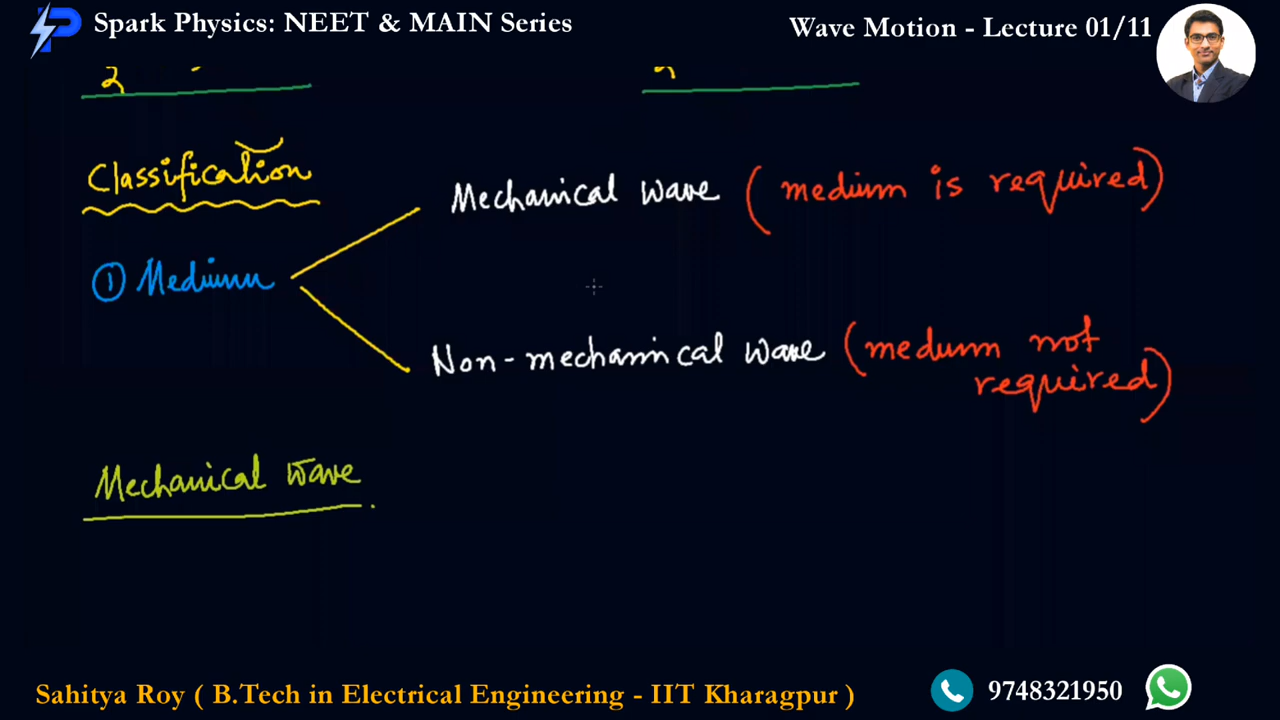 Spark Physics: NEET & MAIN Series
Wave Motion - Lecture 01/11
Classification
Mechanical wave (medium is required)
① Medium
Non-mechanical wave (medium not
required)
Mechanical wave.
Sahitya Roy ( B.Tech in Electrical Engineering - IIT Kharagpur )
9748321950